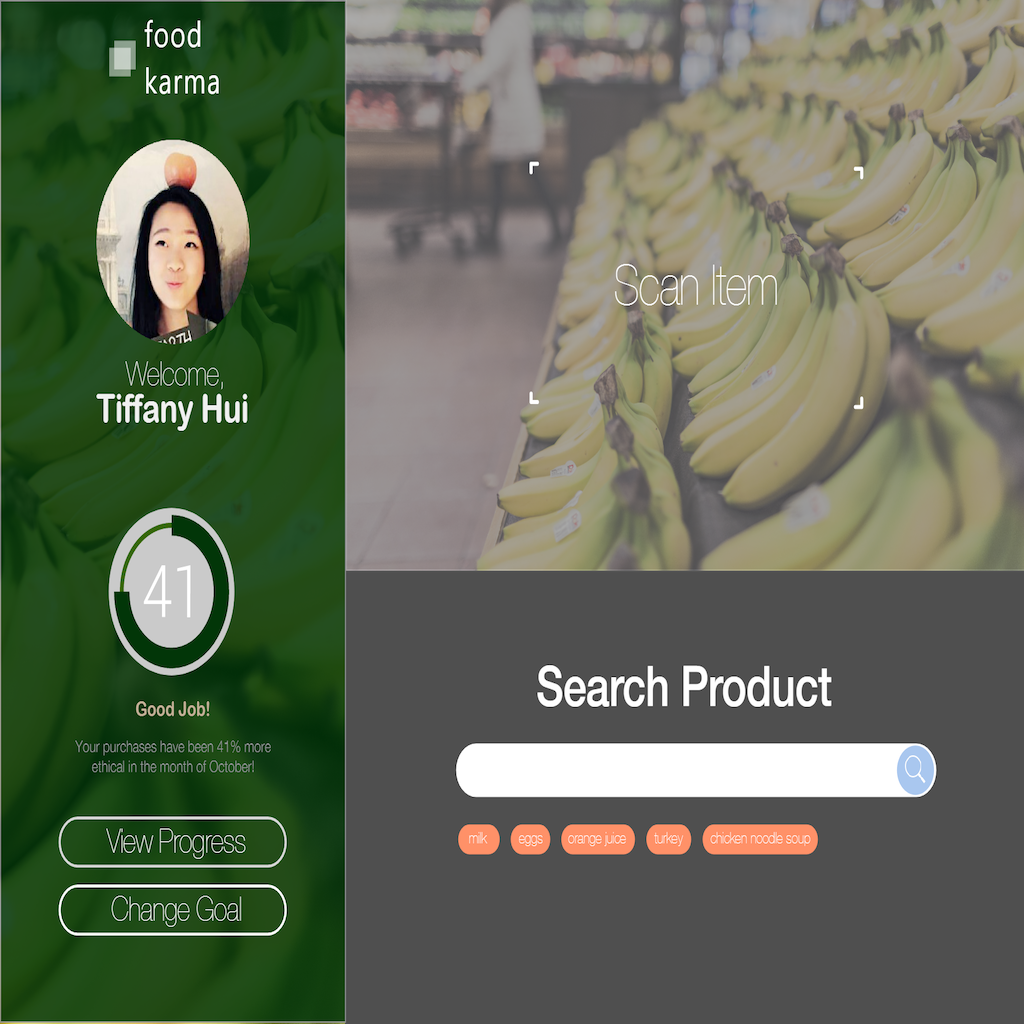 food
karma
Welcome,
Tiffany Hui
41
Good Job!
Your purchases have been 41% more
ethical in the month of October!
View Progress
Change Goal
Scan Item
Search Product
milk
eggs
orange juice
turkey
chicken noodle soup